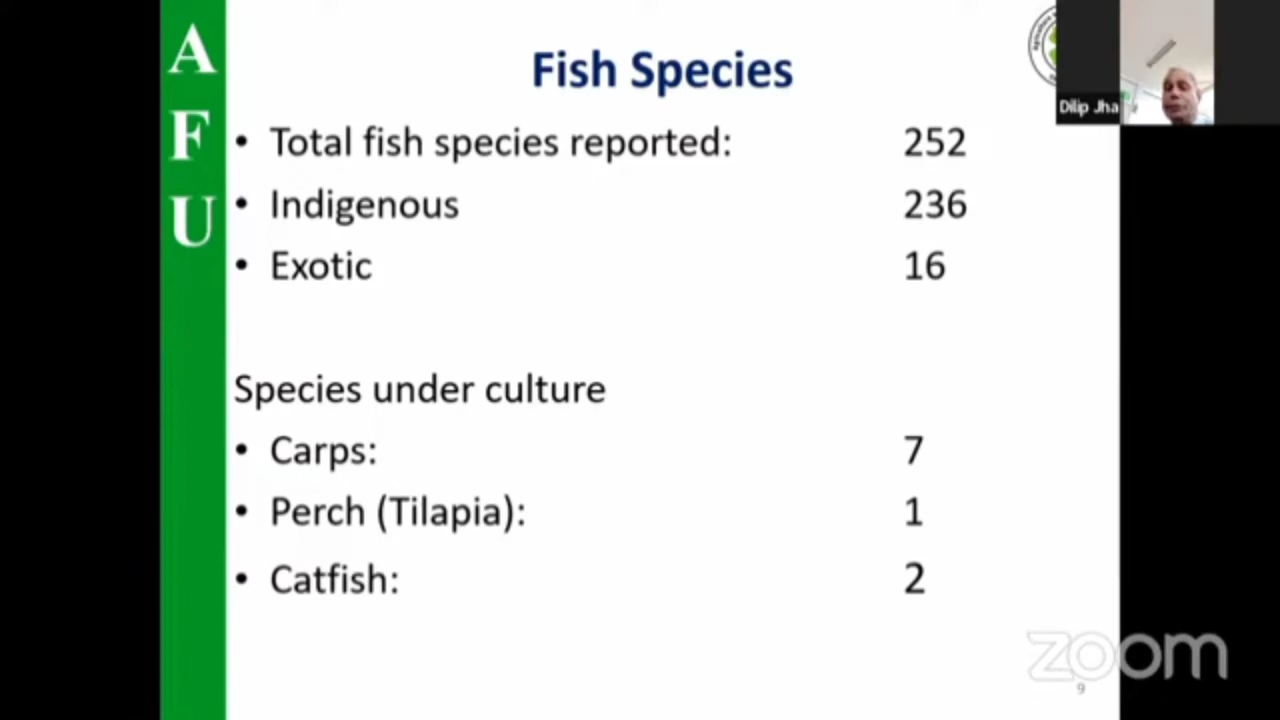 A
F
U
Fish Species
• Total fish species reported: 252
• Indigenous 236
• Exotic 16
Species under culture
• Carps: 7
• Perch (Tilapia): 1
• Catfish: 2
Dilip Jha
zoom
9